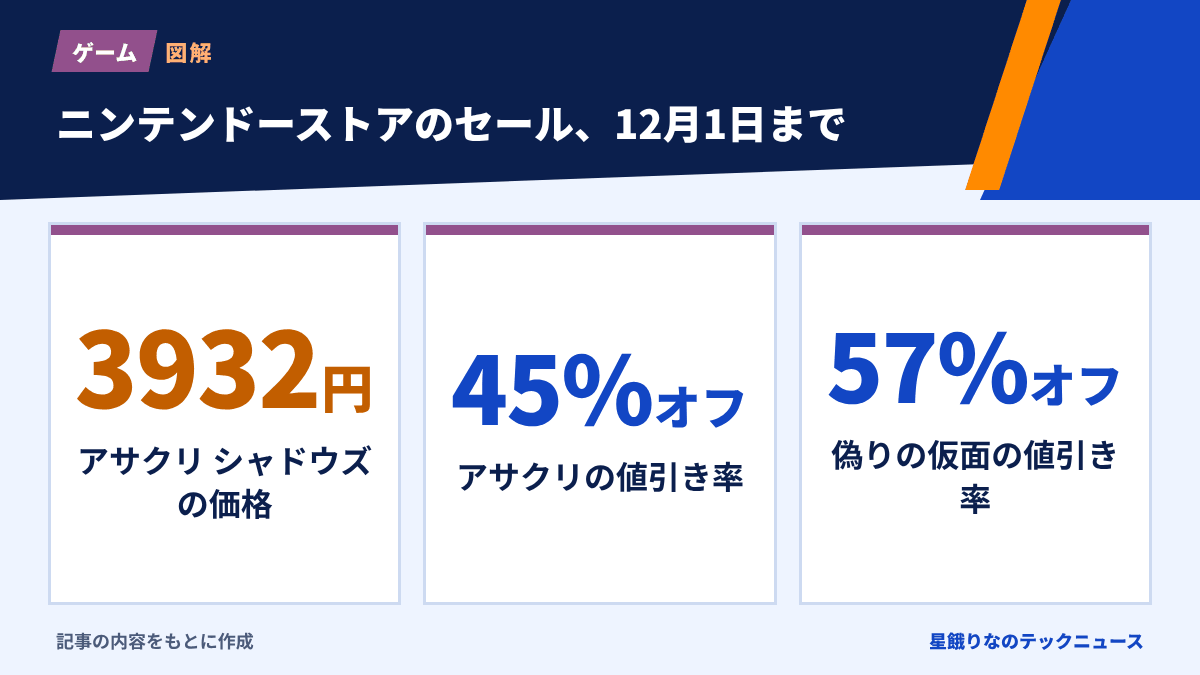 ゲーム 図解
ニンテンドーストアのセール、12月1日まで
3932円
アサクリ シャドウズ
の価格
45%オフ
アサクリの値引き率
57%オフ
偽りの仮面の値引き
率
記事の内容をもとに作成
星餓りなのテックニュース